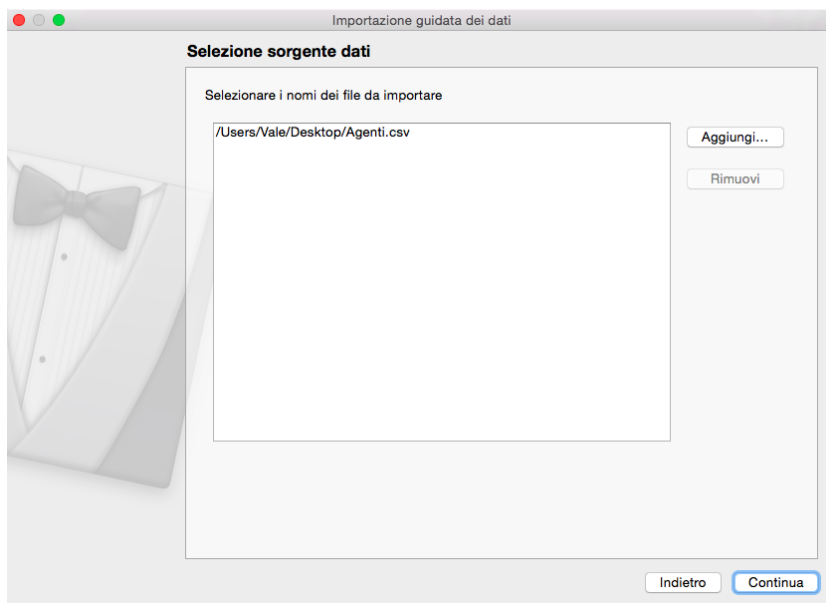 Importazione guidata dei dati
Selezione sorgente dati
Selezionare i nomi dei file da importare
/Users/Vale/Desktop/Agenti.csv
Aggiungi...
Rimuovi
Indietro
Continua